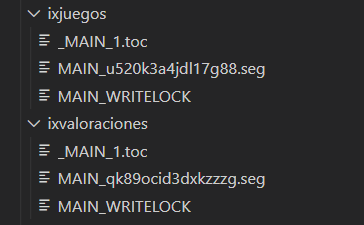 ixjuegos
_MAIN_1.toc
MAIN_u520k3a4jdl17g88.seg
MAIN_WRITELOCK
ixvaloraciones
_MAIN_1.toc
MAIN_qk89ocid3dxkzzzg.seg
MAIN_WRITELOCK